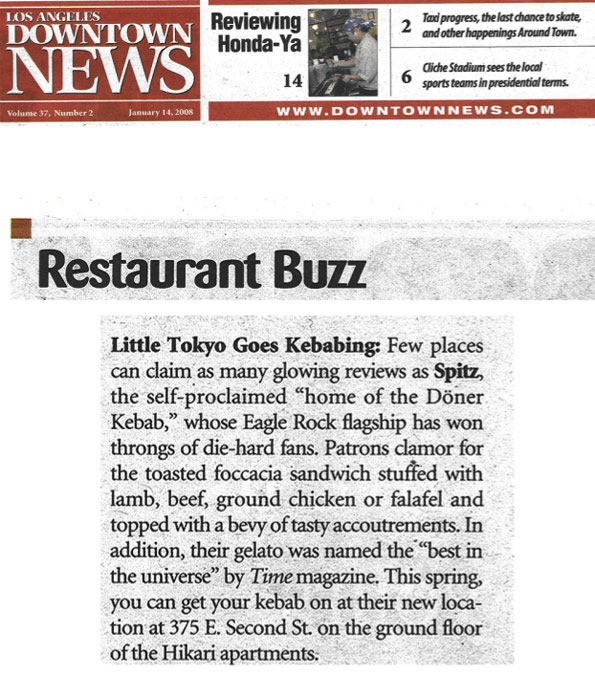 LOS ANGELES
DOWNTOWN
NEWS
Volume 37, Number 2 January 14, 2008
Reviewing
Honda-Ya
14
2 Taxi progress, the last chance to skate,
and other happenings Around Town.
6 Cliche Stadium sees the local
sports teams in presidential terms.
WWW.DOWNTOWNNEWS.COM
Restaurant Buzz
Little Tokyo Goes Kebabing: Few places
can claim as many glowing reviews as Spitz,
the self-proclaimed “home of the Döner
Kebab,” whose Eagle Rock flagship has won
throngs of die-hard fans. Patrons clamor for
the toasted foccacia sandwich stuffed with
lamb, beef, ground chicken or falafel and
topped with a bevy of tasty accoutrements. In
addition, their gelato was named the “best in
the universe” by Time magazine. This spring,
you can get your kebab on at their new loca-
tion at 375 E. Second St. on the ground floor
of the Hikari apartments.